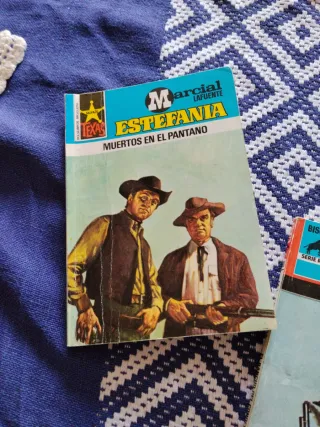 TEXAS
Marcial
LAFUENTE
ESTEFANIA
MUERTOS EN EL PANTANO
BIS
SERIE